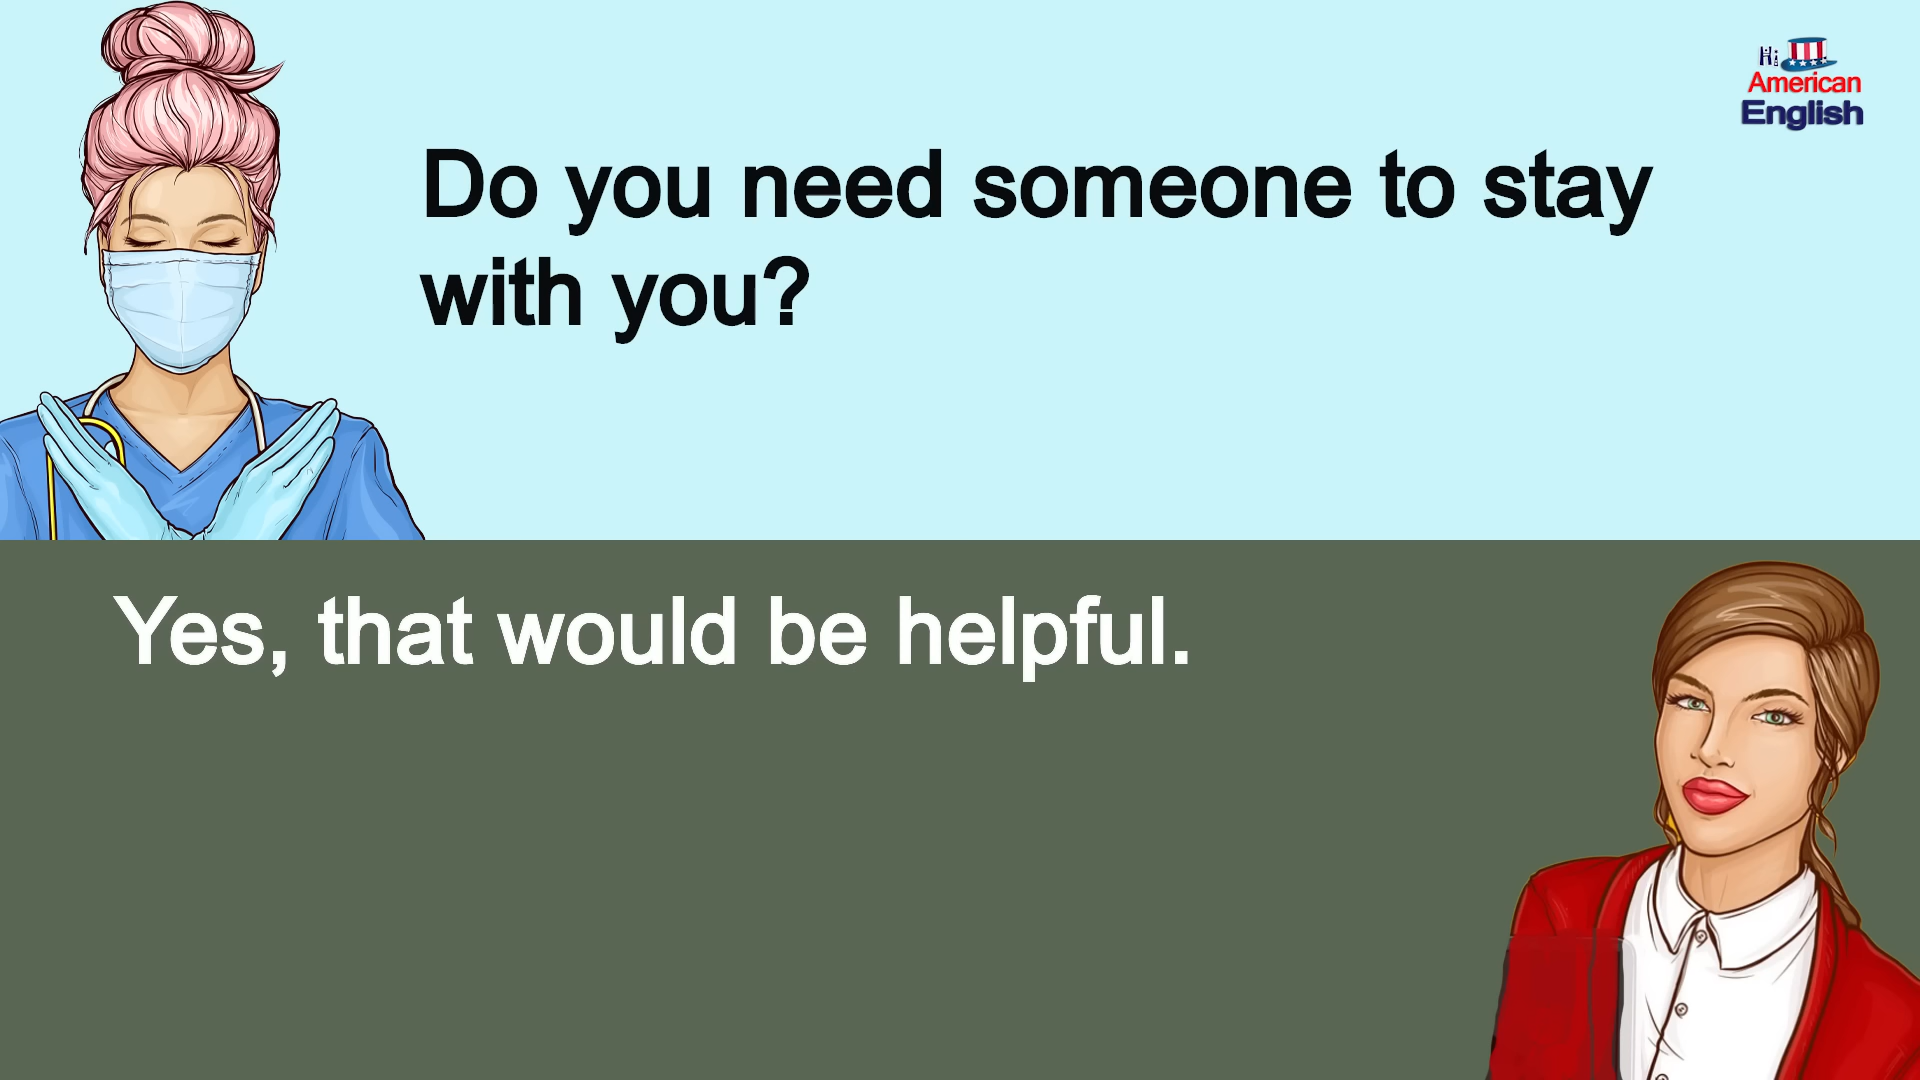 Hi
American
English
Do you need someone to stay
with you?
Yes, that would be helpful.